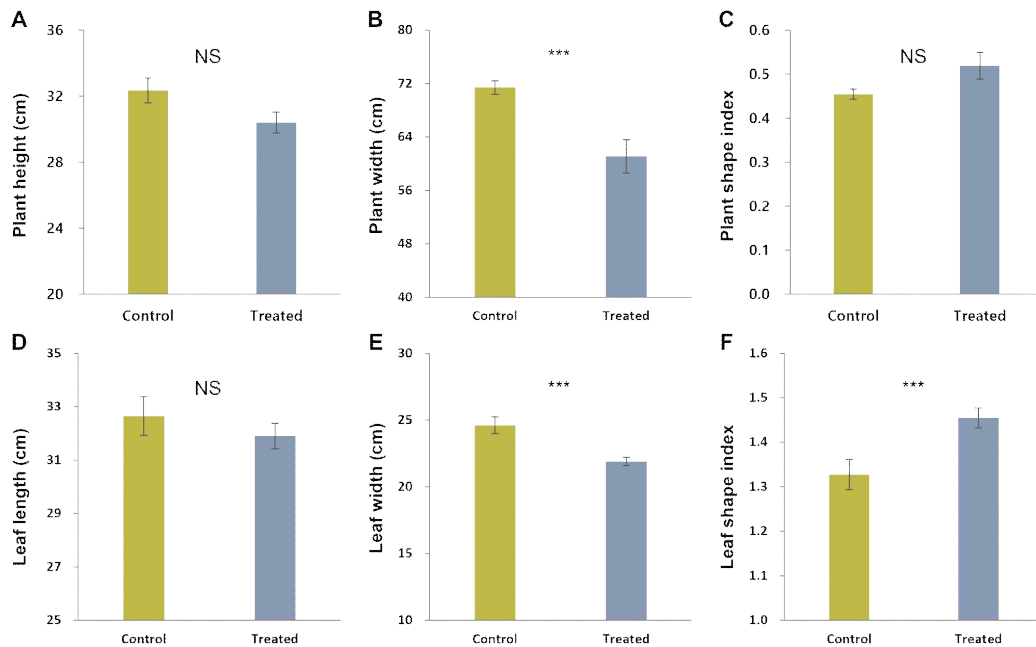 A
Plant height (cm)
36
32
28
24
20
NS
Control Treated
B
Plant width (cm)
80
72
64
56
48
40
***
Control Treated
C
Plant shape index
0.6
0.5
0.4
0.3
0.2
0.1
0.0
NS
Control Treated
D
Leaf length (cm)
35
33
31
29
27
25
NS
Control Treated
E
Leaf width (cm)
30
25
20
15
10
***
Control Treated
F
Leaf shape index
1.6
1.5
1.4
1.3
1.2
1.1
1.0
***
Control Treated